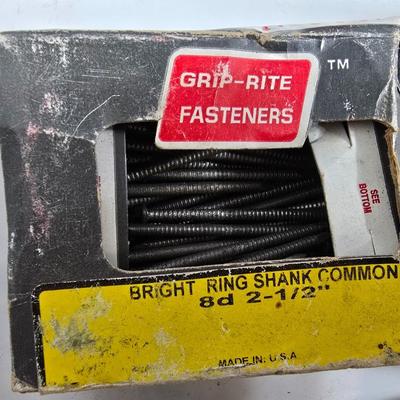 GRIP-RITE
FASTENERS
TM
SEE
BOTTOM
BRIGHT RING SHANK COMMON
8d 2-1/2"
MADE IN: U.S.A